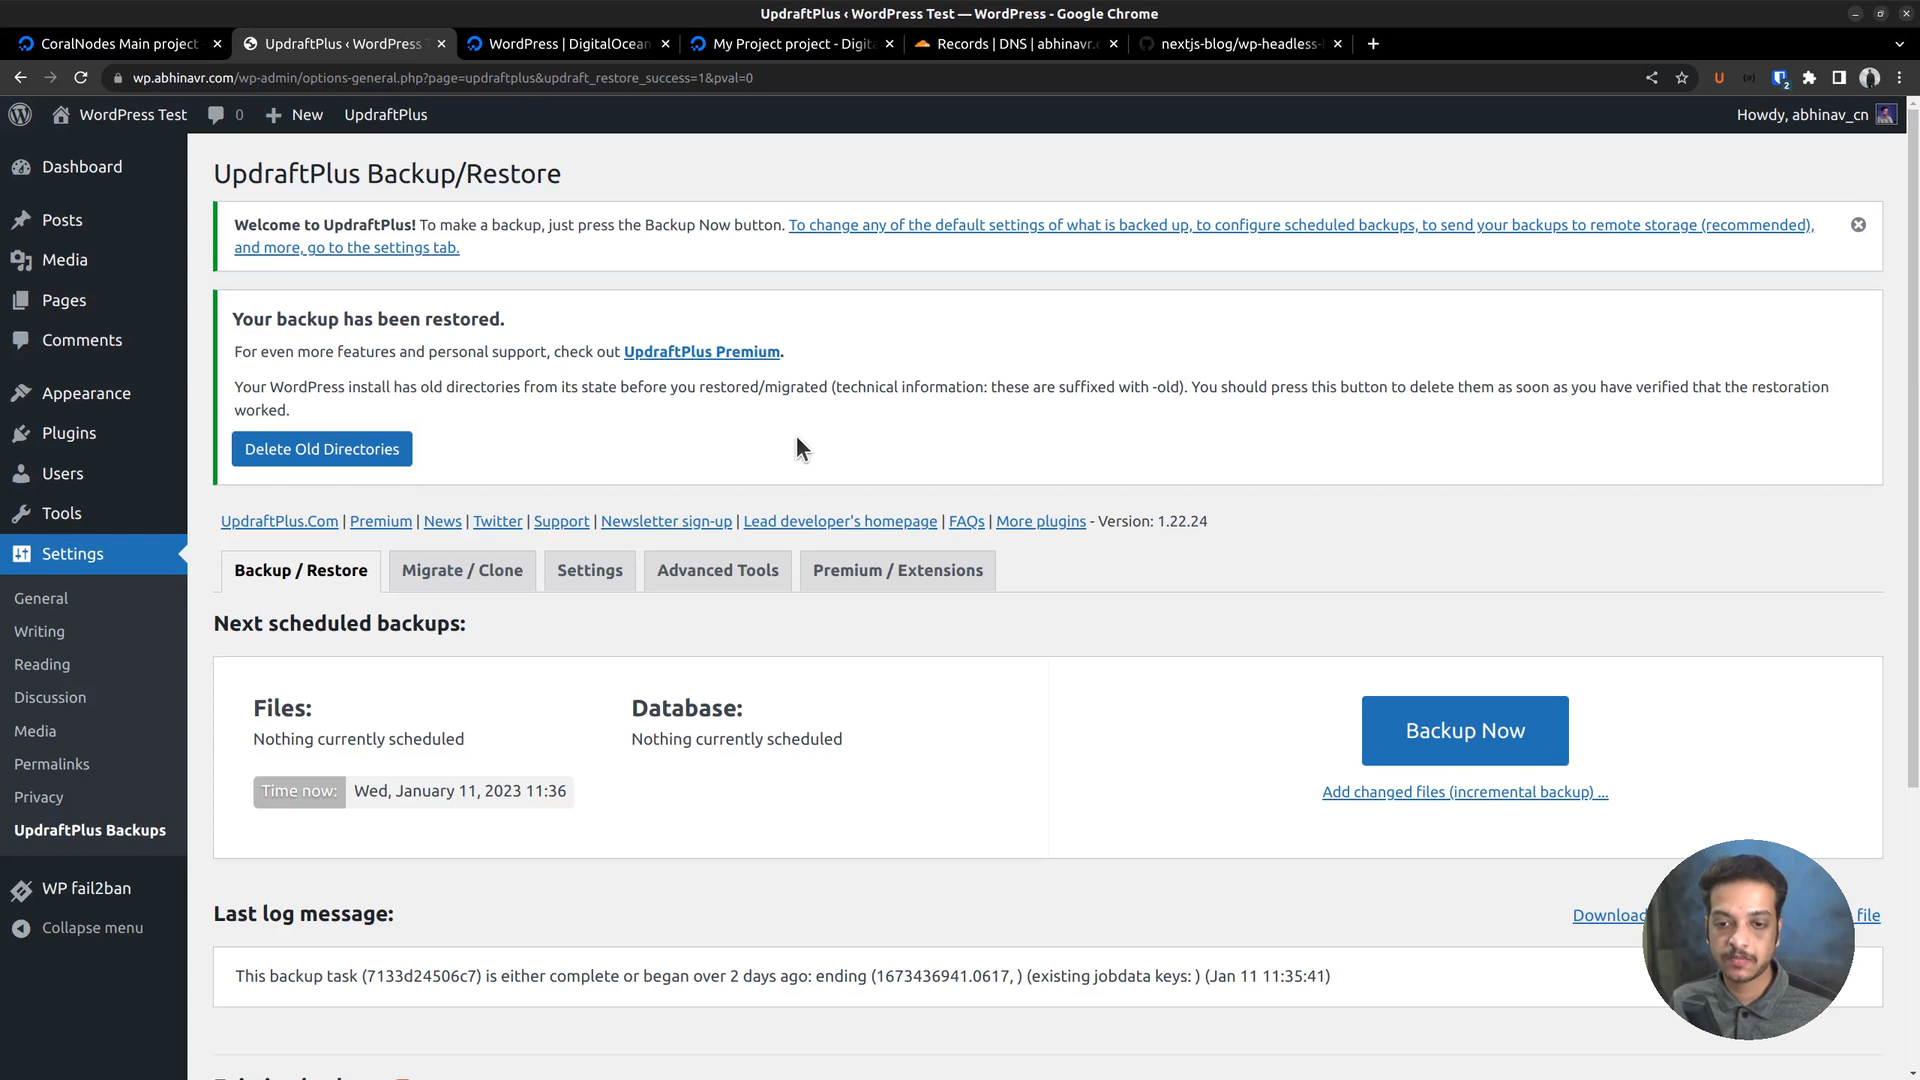 UpdraftPlus ‹ WordPress Test — WordPress - Google Chrome
CoralNodes Main project
UpdraftPlus ‹ WordPress T
WordPress | DigitalOcean
My Project project - Digita
Records | DNS | abhinavr.c
nextjs-blog/wp-headless-
wp.abhinavr.com/wp-admin/options-general.php?page=updraftplus&updraft_restore_success=1&pval=0
WordPress Test
0
New
UpdraftPlus
Howdy, abhinav_cn
Dashboard
Posts
Media
Pages
Comments
Appearance
Plugins
Users
Tools
Settings
General
Writing
Reading
Discussion
Media
Permalinks
Privacy
UpdraftPlus Backups
WP fail2ban
Collapse menu
UpdraftPlus Backup/Restore
Welcome to UpdraftPlus! To make a backup, just press the Backup Now button. To change any of the default settings of what is backed up, to configure scheduled backups, to send your backups to remote storage (recommended),
and more, go to the settings tab.
Your backup has been restored.
For even more features and personal support, check out UpdraftPlus Premium.
Your WordPress install has old directories from its state before you restored/migrated (technical information: these are suffixed with -old). You should press this button to delete them as soon as you have verified that the restoration
worked.
Delete Old Directories
UpdraftPlus.Com | Premium | News | Twitter | Support | Newsletter sign-up | Lead developer's homepage | FAQs | More plugins - Version: 1.22.24
Backup / Restore
Migrate / Clone
Settings
Advanced Tools
Premium / Extensions
Next scheduled backups:
Files:
Nothing currently scheduled
Database:
Nothing currently scheduled
Time now: Wed, January 11, 2023 11:36
Backup Now
Add changed files (incremental backup) ...
Last log message:
Download
file
This backup task (7133d24506c7) is either complete or began over 2 days ago: ending (1673436941.0617, ) (existing jobdata keys: ) (Jan 11 11:35:41)